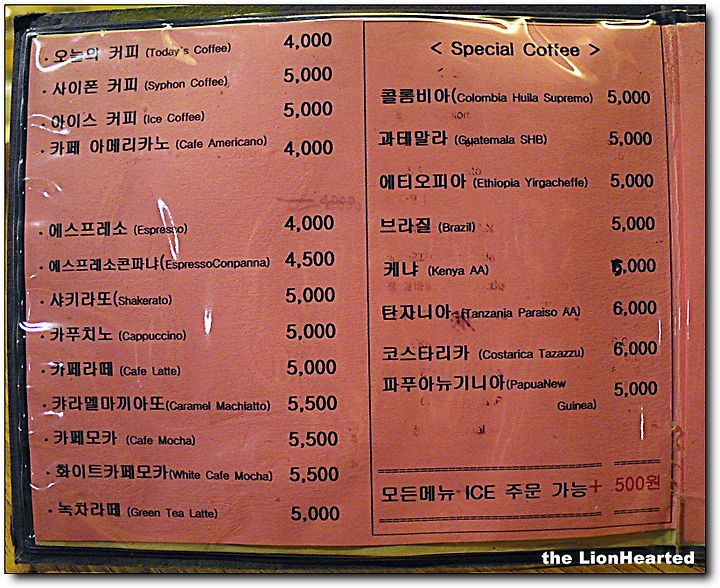 · 오늘의 커피 (Today's Coffee) 4,000
· 사이폰 커피 (Syphon Coffee) 5,000
· 아이스 커피 (Ice Coffee) 5,000
· 카페 아메리카노 (Cafe Americano) 4,000
· 에스프레소 (Espresso) 4,000
· 에스프레소콘파냐(EspressoConpanna) 4,500
· 샤키라또(Shakerato) 5,000
· 카푸치노 (Cappuccino) 5,000
· 카페라떼 (Cafe Latte) 5,000
· 캬라멜마끼아또(Caramel Machiatto) 5,500
· 카페모카 (Cafe Mocha) 5,500
· 화이트카페모카(White Cafe Mocha) 5,500
· 녹차라떼 (Green Tea Latte) 5,000
< Special Coffee >
콜롬비아(Colombia Huila Supremo) 5,000
과테말라 (Guatemala SHB) 5,000
에티오피아 (Ethiopia Yirgacheffe) 5,000
브라질 (Brazil) 5,000
케냐 (Kenya AA) 6,000
탄자니아 (Tanzania Paraiso AA) 6,000
코스타리카 (Costarica Tazazzu) 6,000
파푸아뉴기니아(PapuaNew 5,000
Guinea)
모든메뉴 ICE 주문 가능 + 500원
the LionHearted